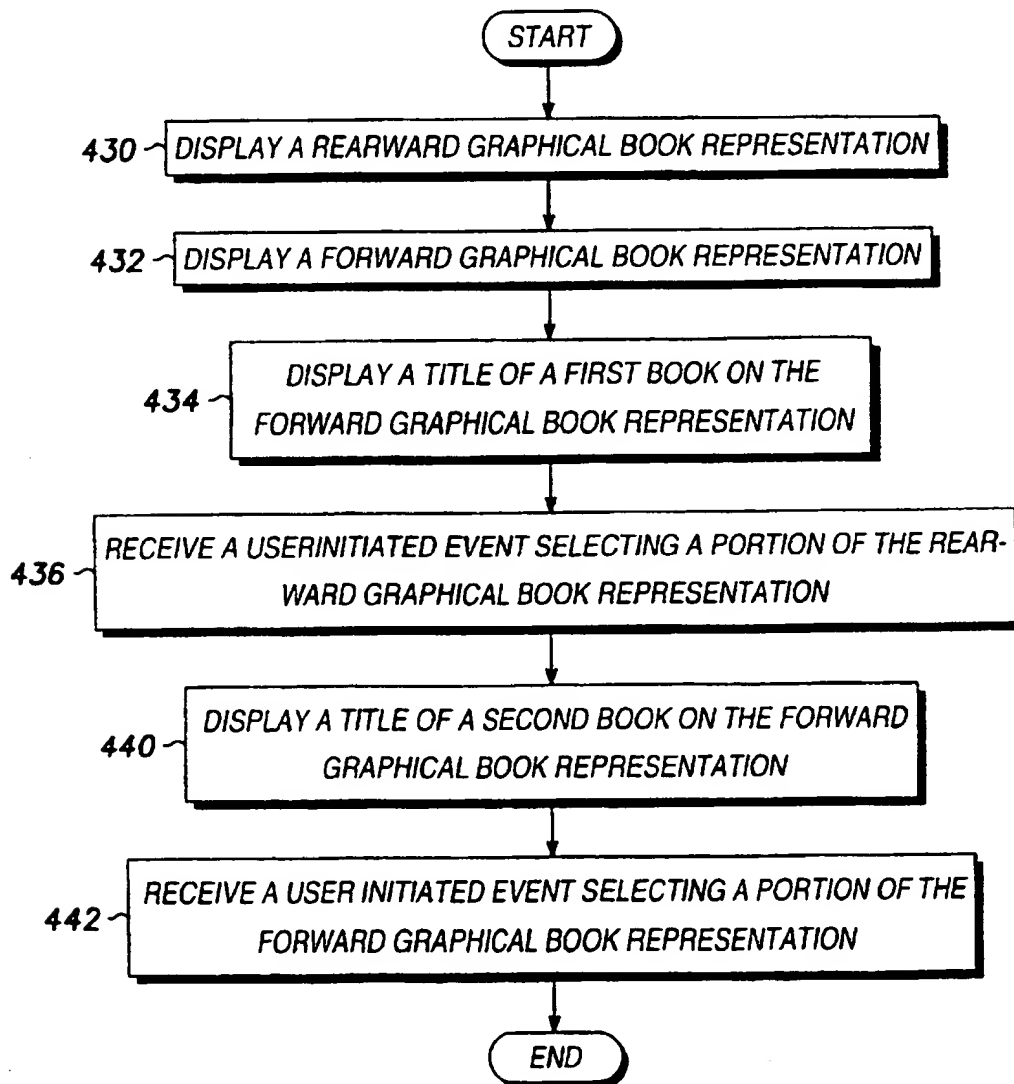 START
430 DISPLAY A REARWARD GRAPHICAL BOOK REPRESENTATION
432 DISPLAY A FORWARD GRAPHICAL BOOK REPRESENTATION
DISPLAY A TITLE OF A FIRST BOOK ON THE
434
FORWARD GRAPHICAL BOOK REPRESENTATION
RECEIVE A USERINITIATED EVENT SELECTING A PORTION OF THE REAR-
436
WARD GRAPHICAL BOOK REPRESENTATION
DISPLAY A TITLE OF A SECOND BOOK ON THE FORWARD
440
GRAPHICAL BOOK REPRESENTATION
RECEIVE A USER INITIATED EVENT SELECTING A PORTION OF THE
442
FORWARD GRAPHICAL BOOK REPRESENTATION
END